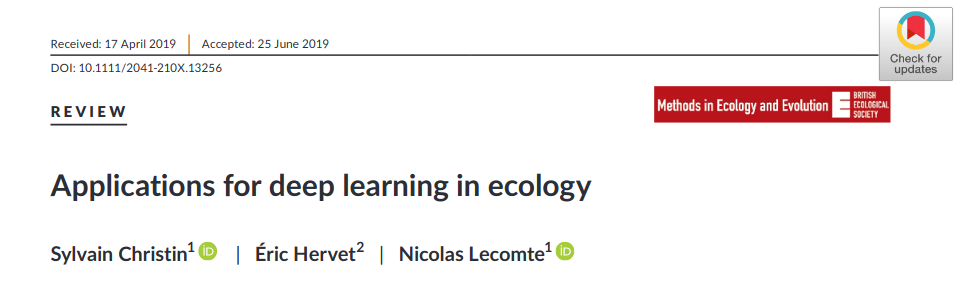 Received: 17 April 2019 | Accepted: 25 June 2019
DOI: 10.1111/2041-210X.13256
Check for
updates
REVIEW
Methods in Ecology and Evolution
BRITISH
ECOLOGICAL
SOCIETY
Applications for deep learning in ecology
Sylvain Christin1 iD | Éric Hervet2 | Nicolas Lecomte1 iD